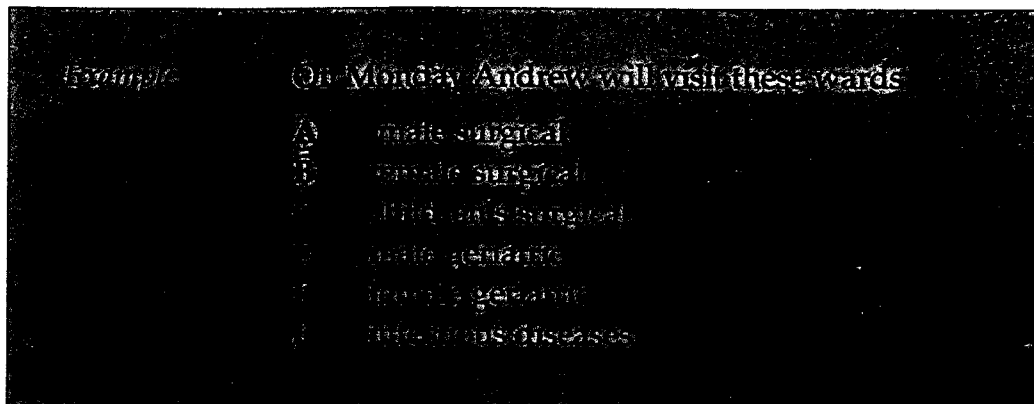 Example On Monday Andrew will visit these wards
A male surgical
B female surgical
children's surgical
male geriatric
female geriatric
infectious diseases